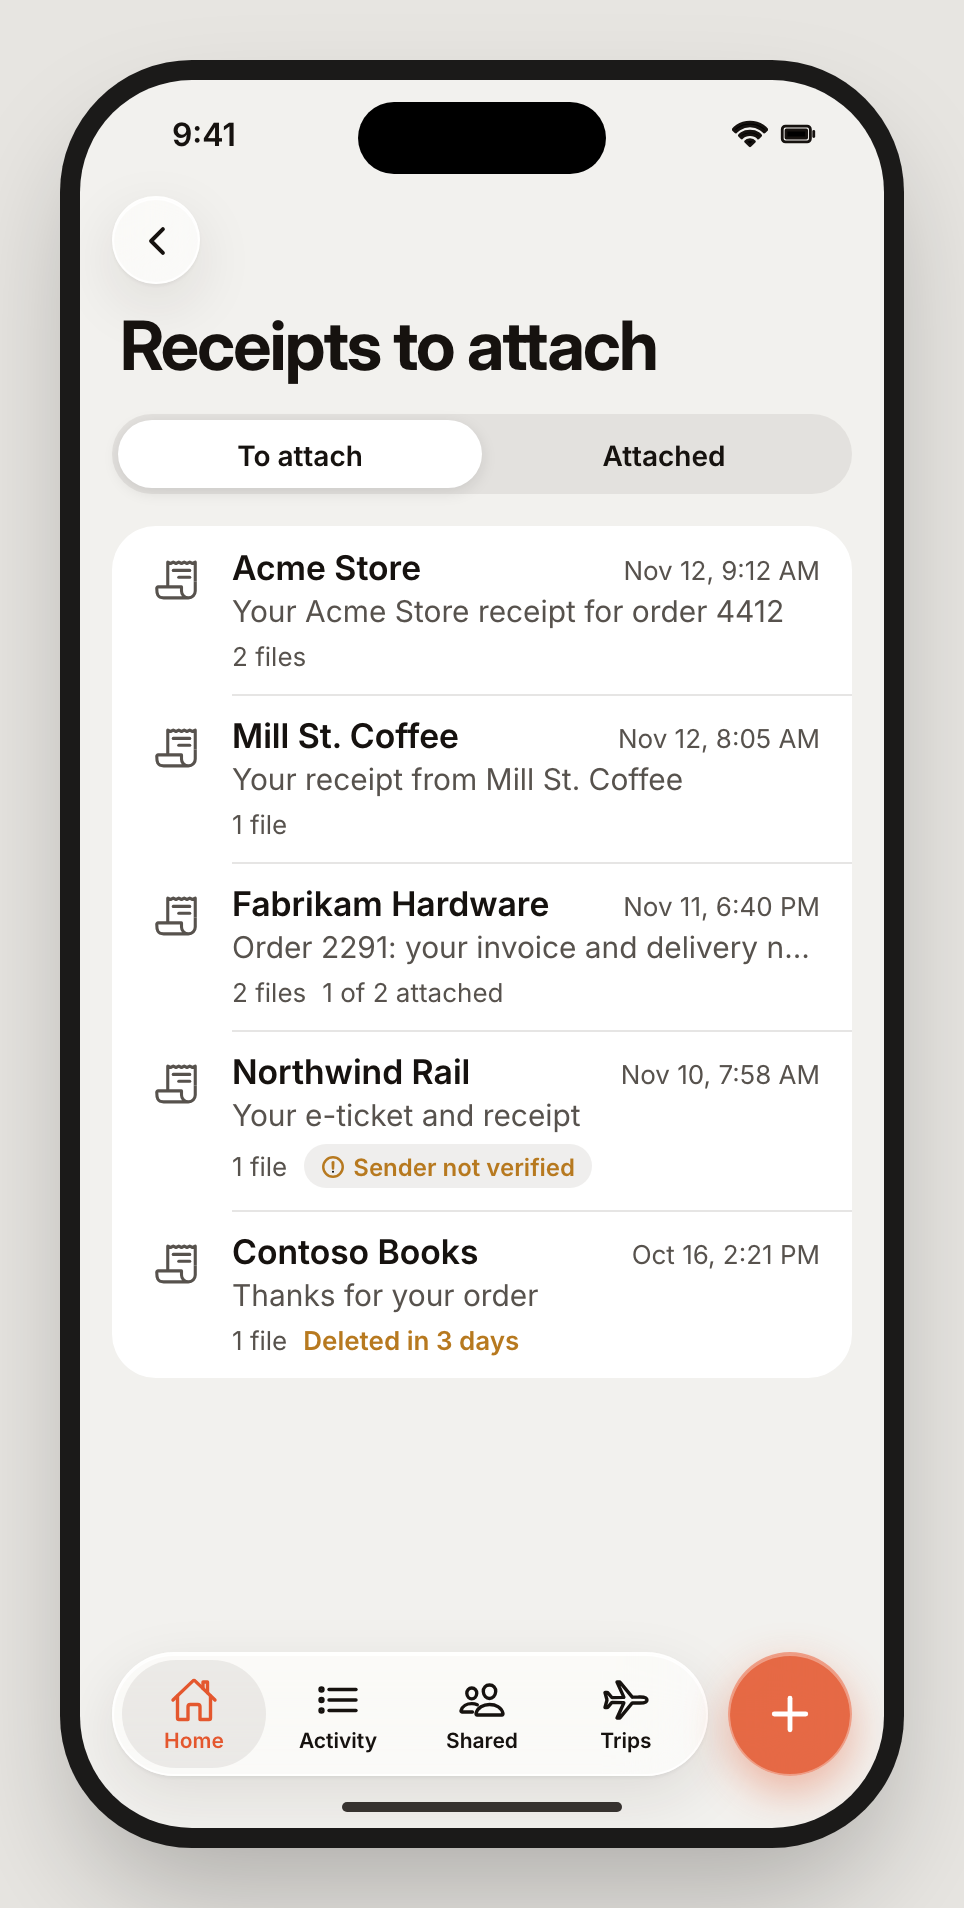 9:41
Receipts to attach
To attach Attached
Acme Store Nov 12, 9:12 AM
Your Acme Store receipt for order 4412
2 files
Mill St. Coffee Nov 12, 8:05 AM
Your receipt from Mill St. Coffee
1 file
Fabrikam Hardware Nov 11, 6:40 PM
Order 2291: your invoice and delivery n...
2 files 1 of 2 attached
Northwind Rail Nov 10, 7:58 AM
Your e-ticket and receipt
1 file Sender not verified
Contoso Books Oct 16, 2:21 PM
Thanks for your order
1 file Deleted in 3 days
Home Activity Shared Trips